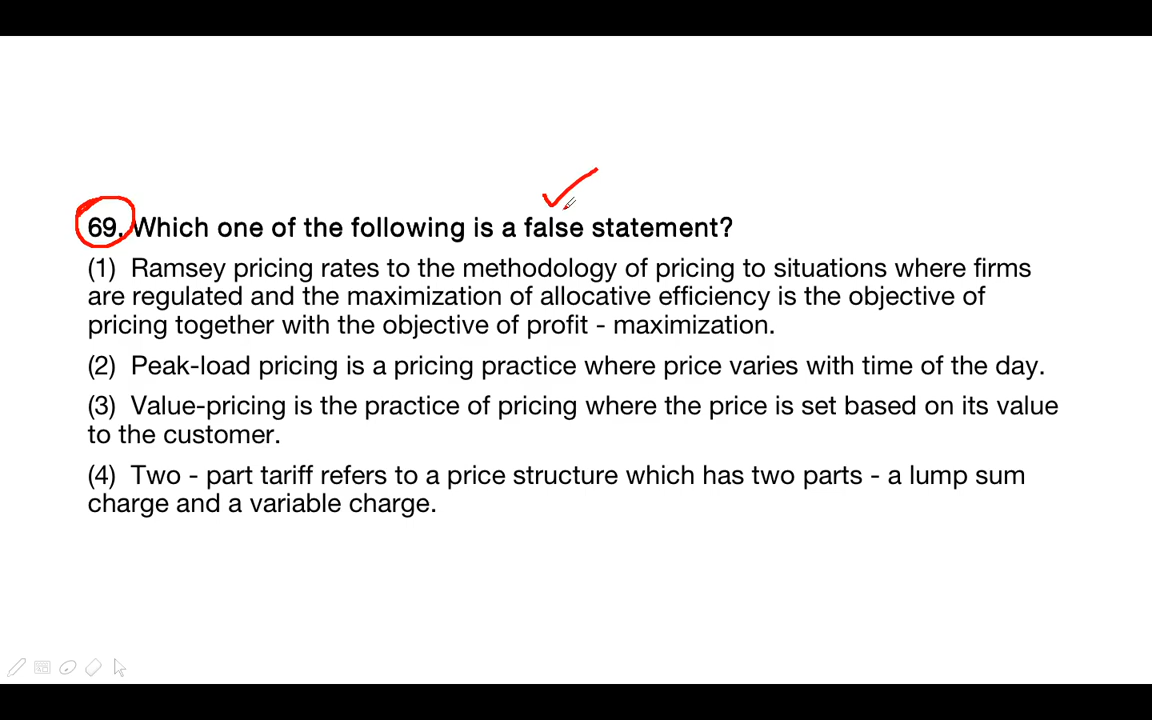 69. Which one of the following is a false statement?
(1) Ramsey pricing rates to the methodology of pricing to situations where firms
are regulated and the maximization of allocative efficiency is the objective of
pricing together with the objective of profit - maximization.
(2) Peak-load pricing is a pricing practice where price varies with time of the day.
(3) Value-pricing is the practice of pricing where the price is set based on its value
to the customer.
(4) Two - part tariff refers to a price structure which has two parts - a lump sum
charge and a variable charge.